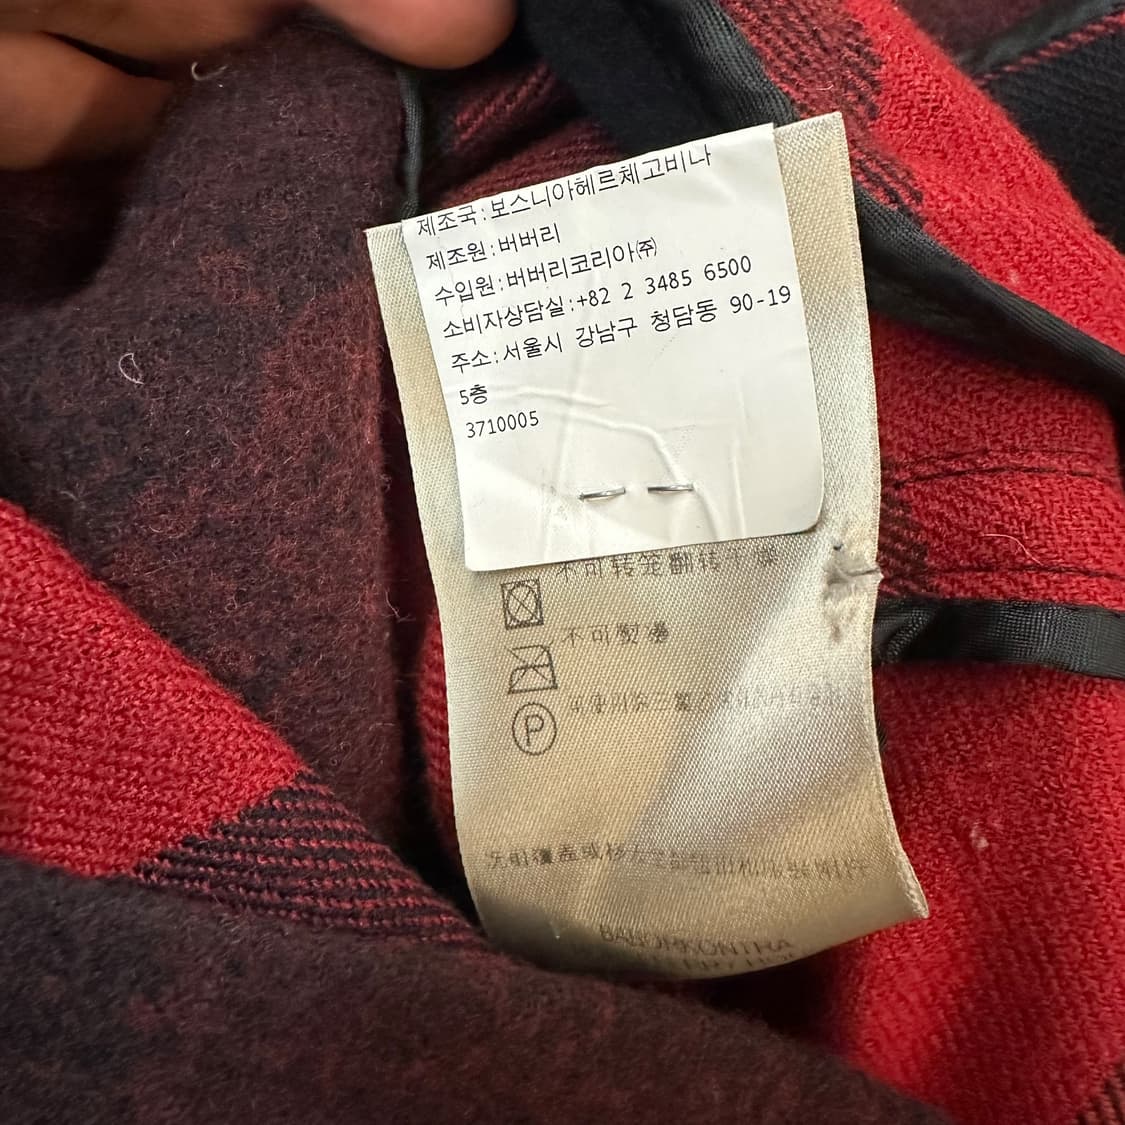 제조국:보스니아헤르체고비나
제조원:버버리
수입원:버버리코리아㈜
소비자상담실:+82 2 3485 6500
주소:서울시 강남구 청담동 90-19
5층
3710005
不可转笼翻转干燥
不可熨烫
P